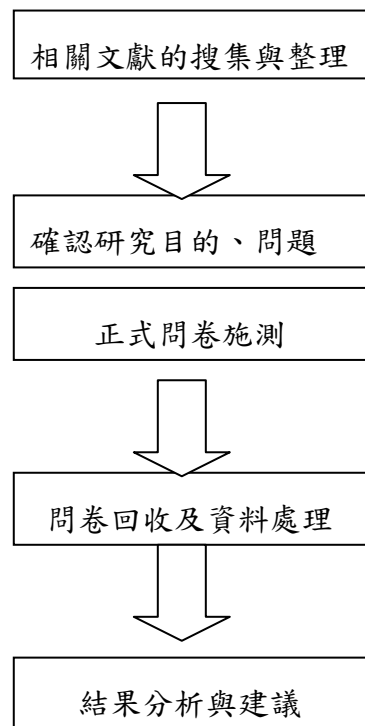 相關文獻的搜集與整理
確認研究目的、問題
正式問卷施測
問卷回收及資料處理
結果分析與建議